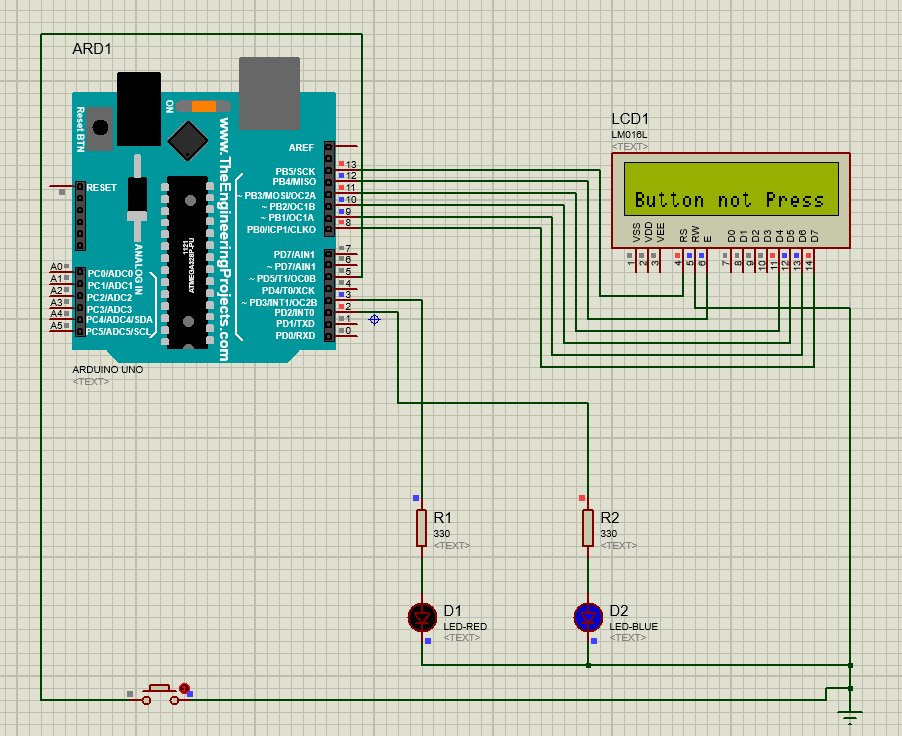 ARD1
ON
Reset BTN
www.TheEngineeringProjects.com
AREF
PB5/SCK
PB4/MISO
~ PB3/MOSI/OC2A
~ PB2/OC1B
~ PB1/OC1A
PB0/ICP1/CLKO
13
12
11
10
9
8
RESET
1121
ATMEGA328P-PU
ANALOG IN
PD7/AIN1
~ PD7/AIN1
~ PD5/T1/OC0B
PD4/T0/XCK
~ PD3/INT1/OC2B
PD2/INT0
PD1/TXD
PD0/RXD
7
6
5
4
3
2
1
0
A0
A1
A2
A3
A4
A5
PC0/ADC0
PC1/ADC1
PC2/ADC2
PC3/ADC3
PC4/ADC4/SDA
PC5/ADC5/SCL
ARDUINO UNO
<TEXT>
LCD1
LM016L
<TEXT>
Button not Press
VSS
VDD
VEE
RS
RW
E
D0
D1
D2
D3
D4
D5
D6
D7
1
2
3
4
5
6
7
8
9
10
11
12
13
14
R1
330
<TEXT>
R2
330
<TEXT>
D1
LED-RED
<TEXT>
D2
LED-BLUE
<TEXT>